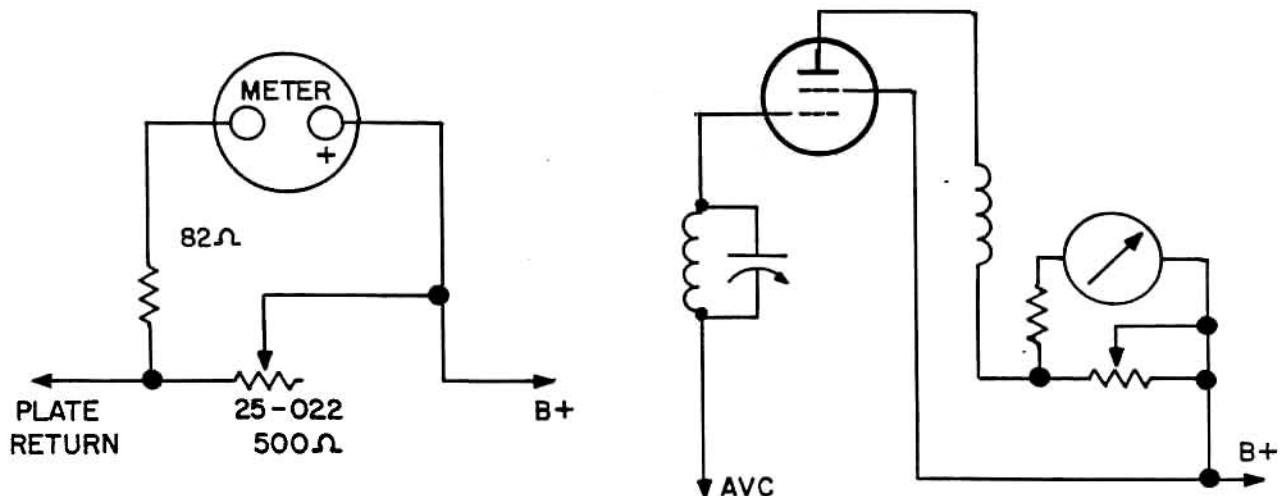 METER
+
82Ω
25-022
500Ω
PLATE
RETURN
B+
AVC
B+